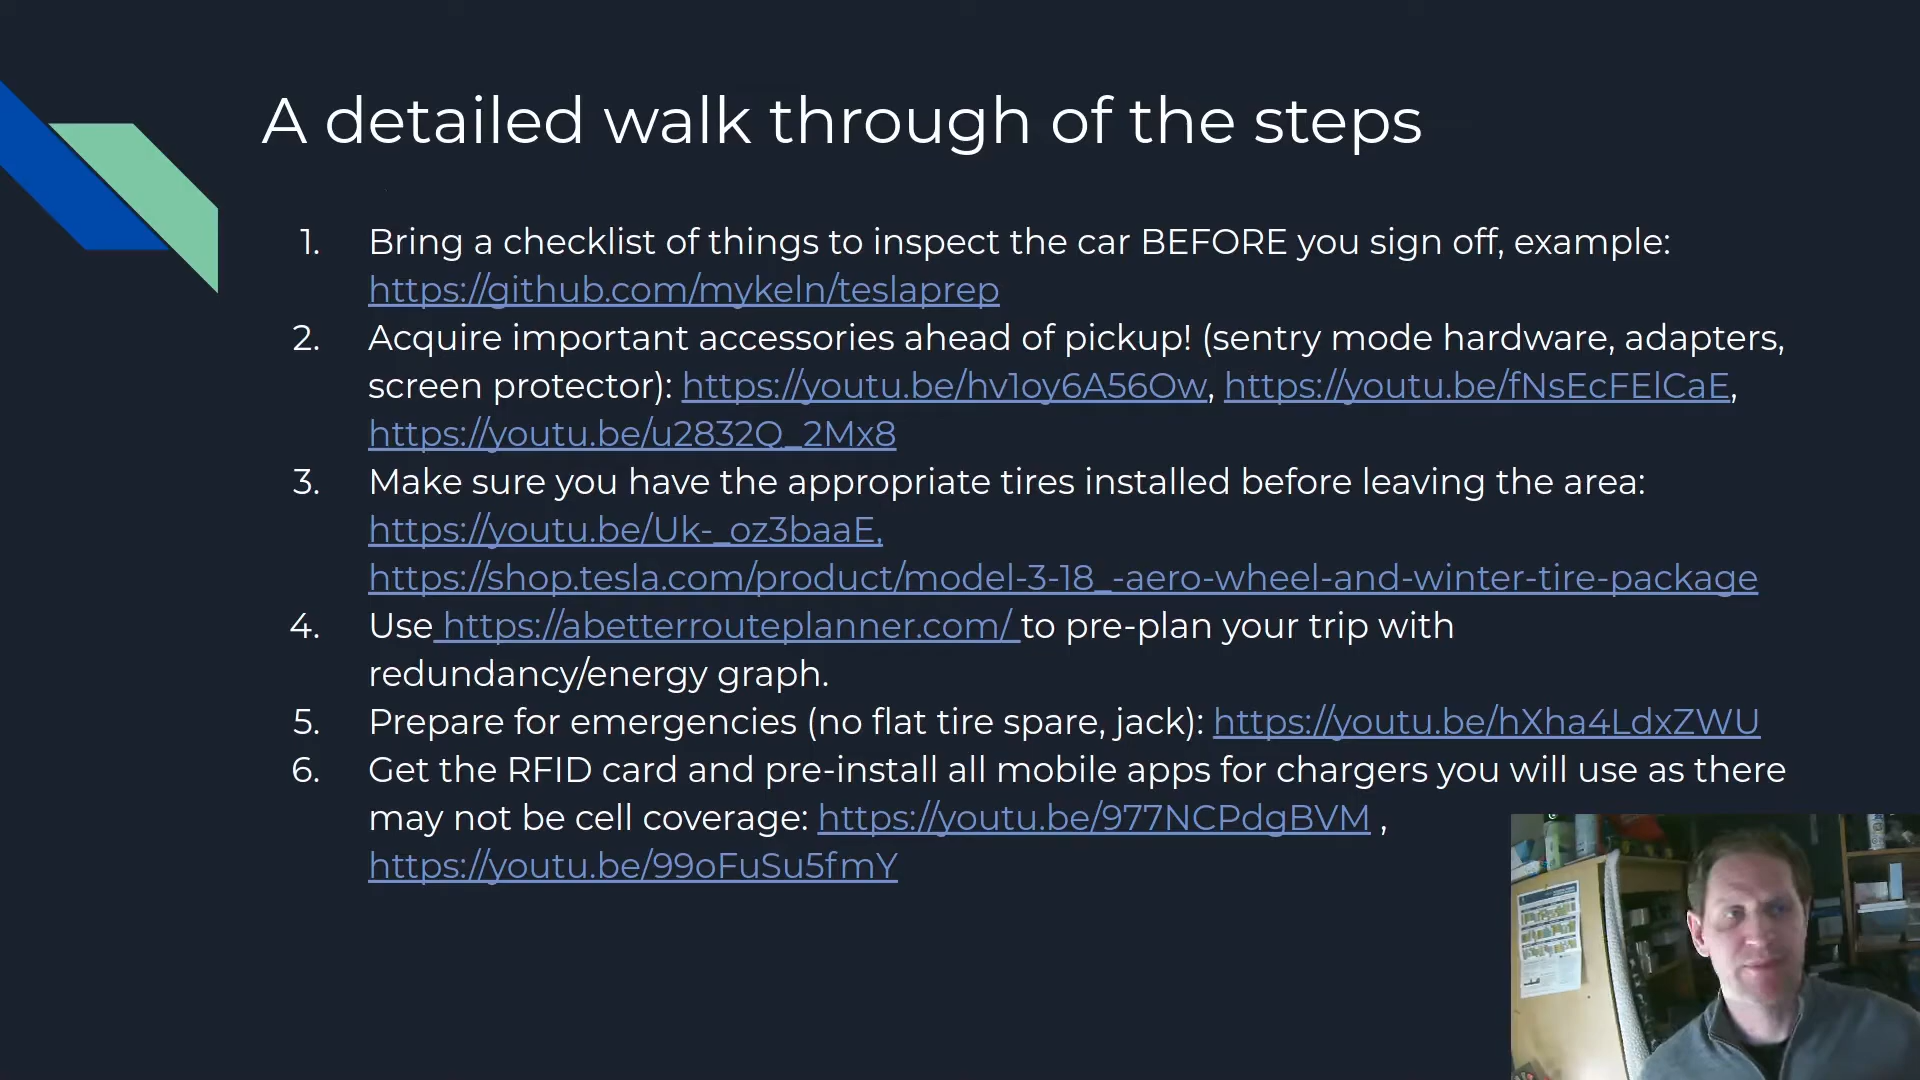 A detailed walk through of the steps
1. Bring a checklist of things to inspect the car BEFORE you sign off, example:
https://github.com/mykeln/teslaprep
2. Acquire important accessories ahead of pickup! (sentry mode hardware, adapters,
screen protector): https://youtu.be/hv1oy6A56Ow, https://youtu.be/fNsEcFElCaE,
https://youtu.be/u2832Q_2Mx8
3. Make sure you have the appropriate tires installed before leaving the area:
https://youtu.be/Uk-_oz3baaE,
https://shop.tesla.com/product/model-3-18_-aero-wheel-and-winter-tire-package
4. Use https://abetterrouteplanner.com/ to pre-plan your trip with
redundancy/energy graph.
5. Prepare for emergencies (no flat tire spare, jack): https://youtu.be/hXha4LdxZWU
6. Get the RFID card and pre-install all mobile apps for chargers you will use as there
may not be cell coverage: https://youtu.be/977NCPdgBVM ,
https://youtu.be/99oFuSu5fmY